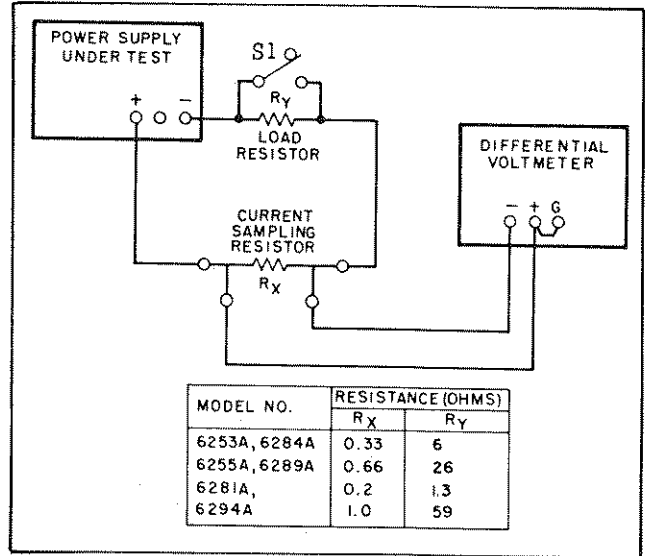 POWER SUPPLY
UNDER TEST
+ -
S1
RY
LOAD
RESISTOR
DIFFERENTIAL
VOLTMETER
- + G
CURRENT
SAMPLING
RESISTOR
RX
MODEL NO. RESISTANCE (OHMS)
RX RY
6253A, 6284A 0.33 6
6255A, 6289A 0.66 26
6281A, 0.2 1.3
6294A 1.0 59